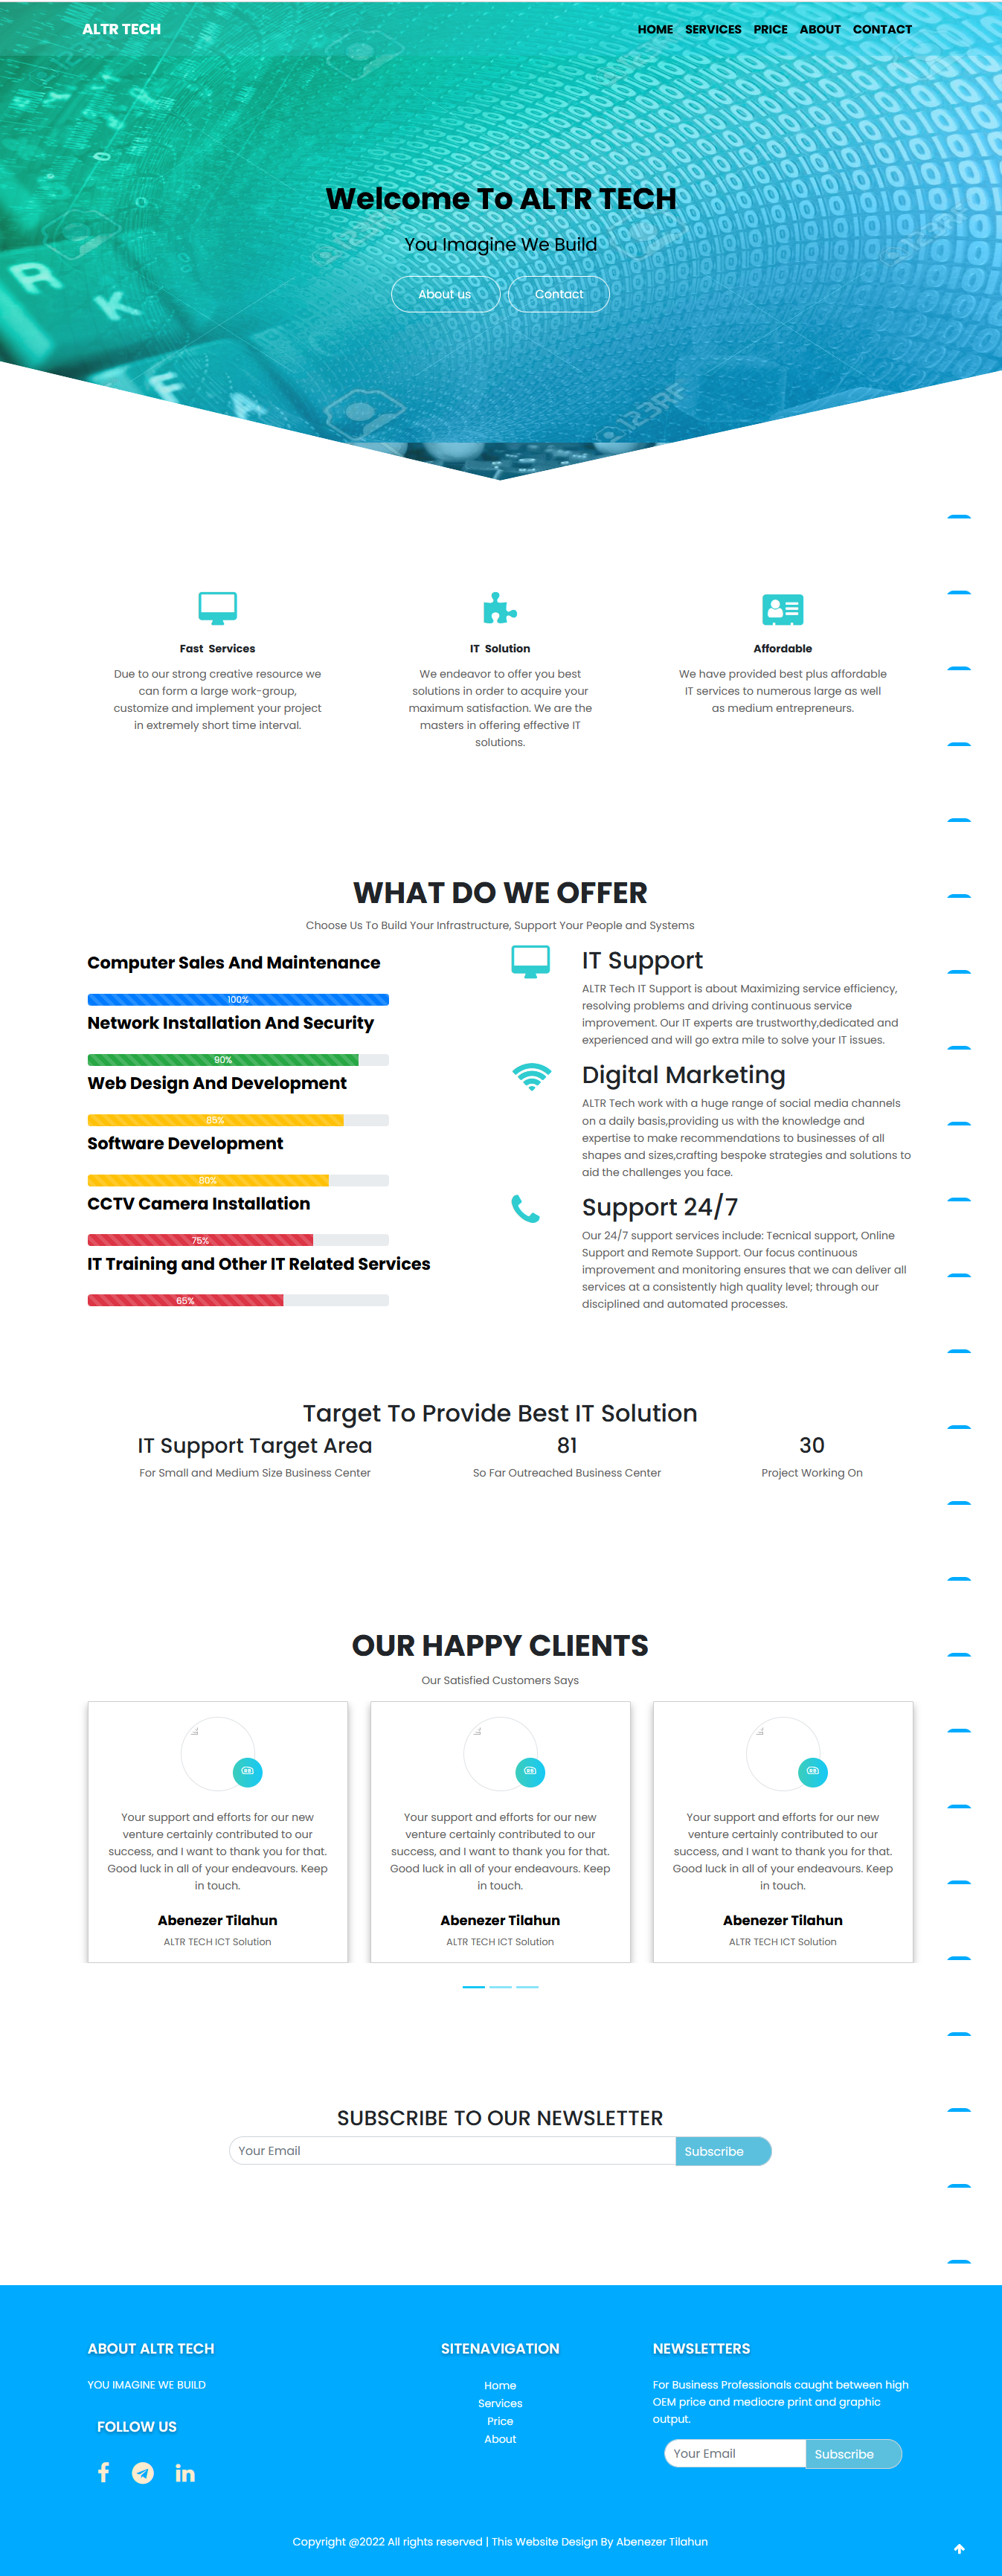 ALTR TECH
HOME SERVICES PRICE ABOUT CONTACT
Welcome To ALTR TECH
You Imagine We Build
About us
Contact
123RF
Fast Services
Due to our strong creative resource we
can form a large work-group,
customize and implement your project
in extremely short time interval.
IT Solution
We endeavor to offer you best
solutions in order to acquire your
maximum satisfaction. We are the
masters in offering effective IT
solutions.
Affordable
We have provided best plus affordable
IT services to numerous large as well
as medium entrepreneurs.
WHAT DO WE OFFER
Choose Us To Build Your Infrastructure, Support Your People and Systems
Computer Sales And Maintenance
100%
Network Installation And Security
90%
Web Design And Development
85%
Software Development
80%
CCTV Camera Installation
75%
IT Training and Other IT Related Services
65%
IT Support
ALTR Tech IT Support is about Maximizing service efficiency,
resolving problems and driving continuous service
improvement. Our IT experts are trustworthy,dedicated and
experienced and will go extra mile to solve your IT issues.
Digital Marketing
ALTR Tech work with a huge range of social media channels
on a daily basis,providing us with the knowledge and
expertise to make recommendations to businesses of all
shapes and sizes,crafting bespoke strategies and solutions to
aid the challenges you face.
Support 24/7
Our 24/7 support services include: Tecnical support, Online
Support and Remote Support. Our focus continuous
improvement and monitoring ensures that we can deliver all
services at a consistently high quality level; through our
disciplined and automated processes.
Target To Provide Best IT Solution
IT Support Target Area
For Small and Medium Size Business Center
81
So Far Outreached Business Center
30
Project Working On
OUR HAPPY CLIENTS
Our Satisfied Customers Says
Your support and efforts for our new
venture certainly contributed to our
success, and I want to thank you for that.
Good luck in all of your endeavours. Keep
in touch.
Abenezer Tilahun
ALTR TECH ICT Solution
Your support and efforts for our new
venture certainly contributed to our
success, and I want to thank you for that.
Good luck in all of your endeavours. Keep
in touch.
Abenezer Tilahun
ALTR TECH ICT Solution
Your support and efforts for our new
venture certainly contributed to our
success, and I want to thank you for that.
Good luck in all of your endeavours. Keep
in touch.
Abenezer Tilahun
ALTR TECH ICT Solution
SUBSCRIBE TO OUR NEWSLETTER
Your Email
Subscribe
ABOUT ALTR TECH
YOU IMAGINE WE BUILD
FOLLOW US
SITENAVIGATION
Home
Services
Price
About
NEWSLETTERS
For Business Professionals caught between high
OEM price and mediocre print and graphic
output.
Your Email
Subscribe
Copyright @2022 All rights reserved | This Website Design By Abenezer Tilahun